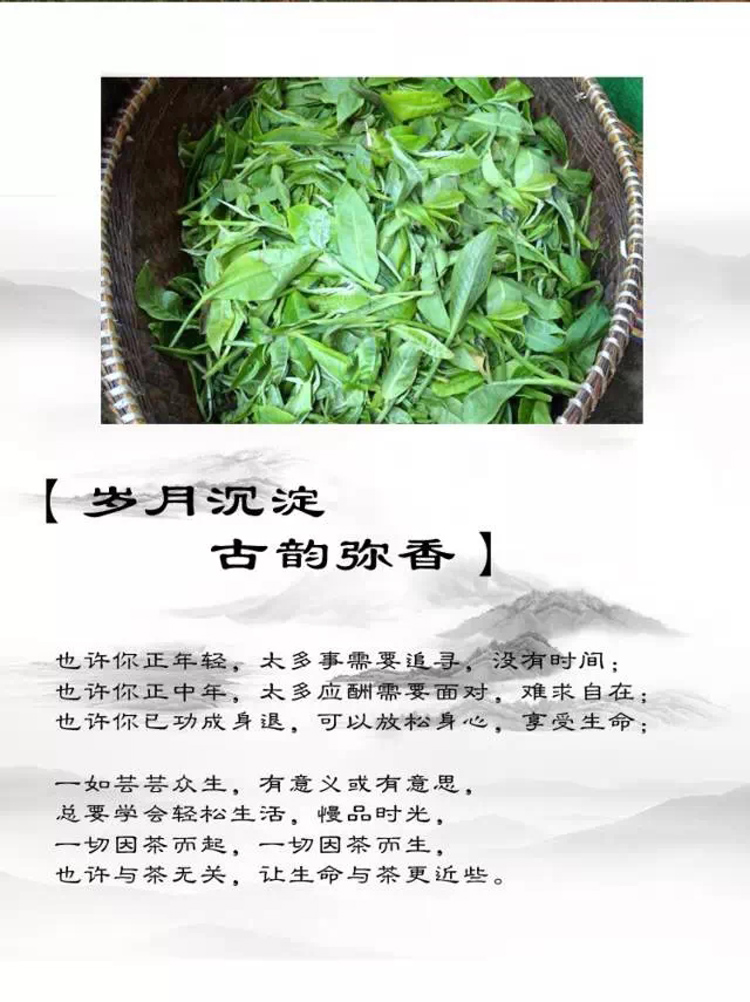 【岁月沉淀
古韵弥香】
也许你正年轻，太多事需要追寻，没有时间；
也许你正中年，太多应酬需要面对，难求自在；
也许你已功成身退，可以放松身心，享受生命；
一如芸芸众生，有意义或有意思，
总要学会轻松生活，慢品时光，
一切因茶而起，一切因茶而生，
也许与茶无关，让生命与茶更近些。